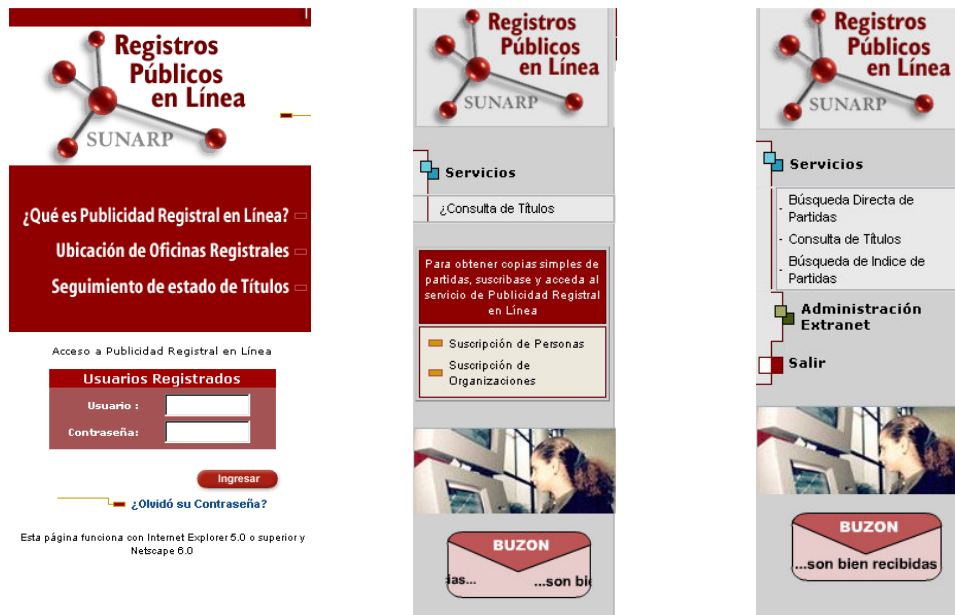 Registros
Públicos
en Línea
SUNARP
¿Qué es Publicidad Registral en Línea?
Ubicación de Oficinas Registrales
Seguimiento de estado de Títulos
Acceso a Publicidad Registral en Línea
Usuarios Registrados
Usuario :
Contraseña:
Ingresar
¿Olvidó su Contraseña?
Esta página funciona con Internet Explorer 5.0 o superior y
Netscape 6.0
Registros
Públicos
en Línea
SUNARP
Servicios
¿Consulta de Títulos
Para obtener copias simples de
partidas, suscribase y acceda al
servicio de Publicidad Registral
en Línea
Suscripción de Personas
Suscripción de
Organizaciones
BUZON
ias... ...son bie
Registros
Públicos
en Línea
SUNARP
Servicios
Búsqueda Directa de
Partidas
Consulta de Títulos
Búsqueda de Indice de
Partidas
Administración
Extranet
Salir
BUZON
...son bien recibidas